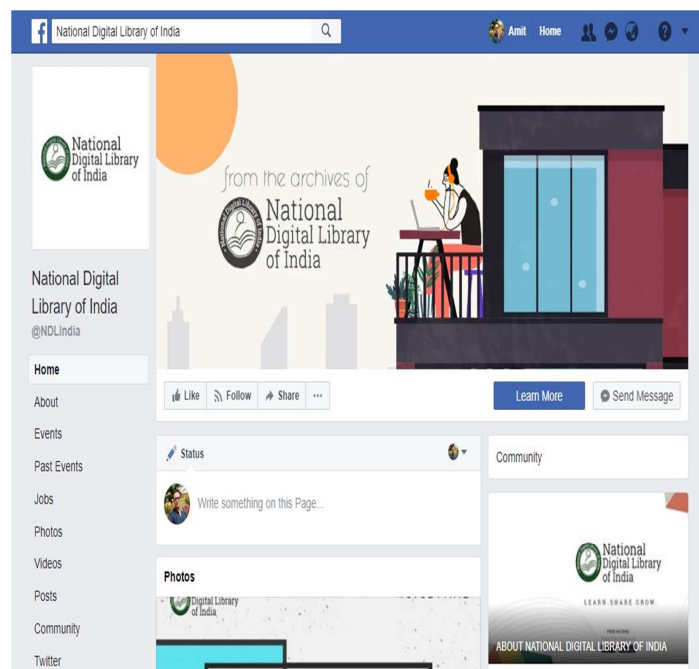 National Digital Library of India
Amit
Home
National
Digital Library
of India
from the archives of
National
Digital Library
of India
National Digital
Library of India
@NDLIndia
Home
About
Events
Past Events
Jobs
Photos
Videos
Posts
Community
Twitter
Like
Follow
Share
Learn More
Send Message
Status
Write something on this Page...
Photos
Digital Library
of India
Community
National
Digital Library
of India
LEARN SHARE GROW
ABOUT NATIONAL DIGITAL LIBRARY OF INDIA